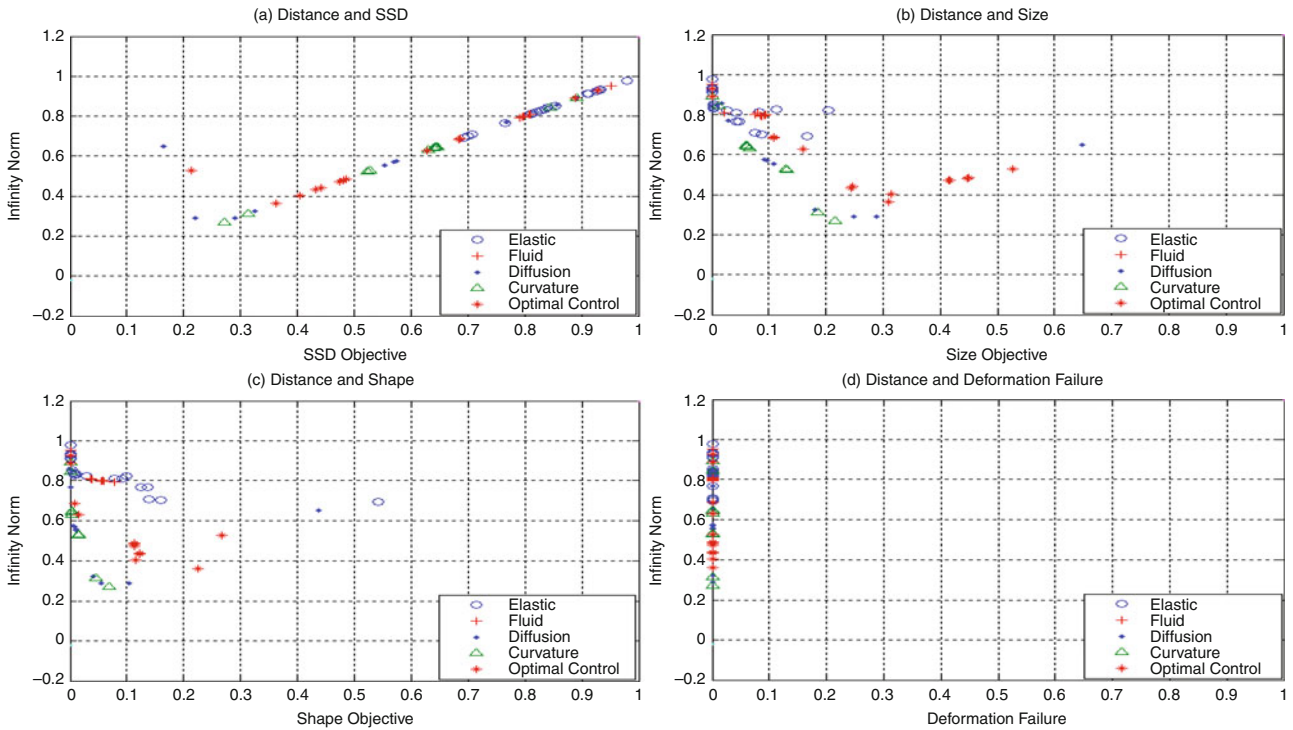 (a) Distance and SSD
1.2
1
0.8
0.6
0.4
0.2
0
–0.2
Infinity Norm
0 0.1 0.2 0.3 0.4 0.5 0.6 0.7 0.8 0.9 1
SSD Objective
Elastic
Fluid
Diffusion
Curvature
Optimal Control
(b) Distance and Size
1.2
1
0.8
0.6
0.4
0.2
0
–0.2
Infinity Norm
0 0.1 0.2 0.3 0.4 0.5 0.6 0.7 0.8 0.9 1
Size Objective
Elastic
Fluid
Diffusion
Curvature
Optimal Control
(c) Distance and Shape
1.2
1
0.8
0.6
0.4
0.2
0
–0.2
Infinity Norm
0 0.1 0.2 0.3 0.4 0.5 0.6 0.7 0.8 0.9 1
Shape Objective
Elastic
Fluid
Diffusion
Curvature
Optimal Control
(d) Distance and Deformation Failure
1.2
1
0.8
0.6
0.4
0.2
0
–0.2
Infinity Norm
0 0.1 0.2 0.3 0.4 0.5 0.6 0.7 0.8 0.9 1
Deformation Failure
Elastic
Fluid
Diffusion
Curvature
Optimal Control